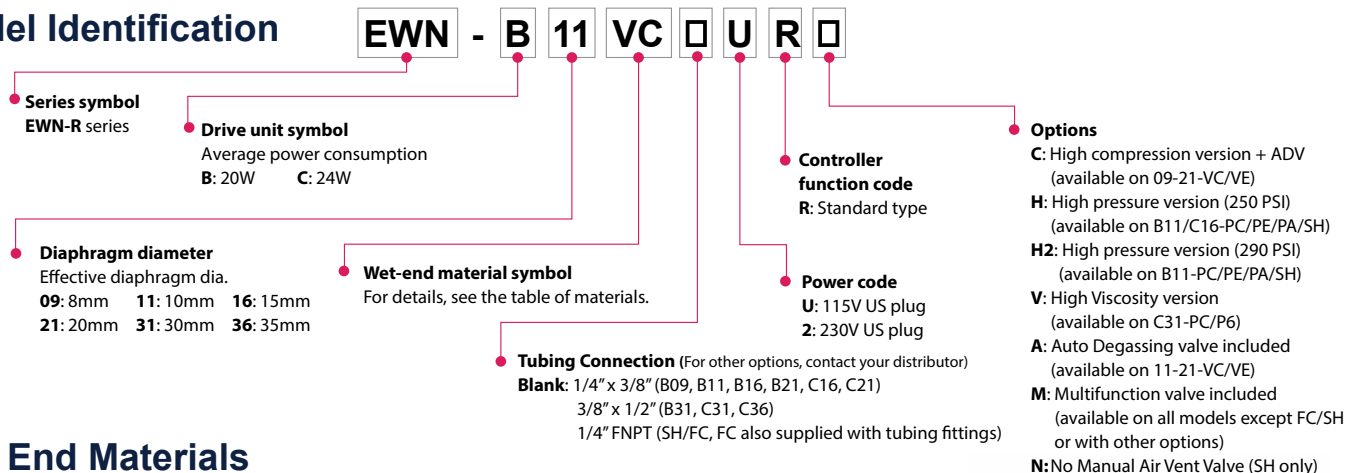 del Identification
EWN - B 11 VC □ U R □
Series symbol
EWN-R series
Drive unit symbol
Average power consumption
B: 20W C: 24W
Diaphragm diameter
Effective diaphragm dia.
09: 8mm 11: 10mm 16: 15mm
21: 20mm 31: 30mm 36: 35mm
Wet-end material symbol
For details, see the table of materials.
Tubing Connection (For other options, contact your distributor)
Blank: 1/4" x 3/8" (B09, B11, B16, B21, C16, C21)
3/8" x 1/2" (B31, C31, C36)
1/4" FNPT (SH/FC, FC also supplied with tubing fittings)
Power code
U: 115V US plug
2: 230V US plug
Controller
function code
R: Standard type
Options
C: High compression version + ADV
(available on 09-21-VC/VE)
H: High pressure version (250 PSI)
(available on B11/C16-PC/PE/PA/SH)
H2: High pressure version (290 PSI)
(available on B11-PC/PE/PA/SH)
V: High Viscosity version
(available on C31-PC/P6)
A: Auto Degassing valve included
(available on 11-21-VC/VE)
M: Multifunction valve included
(available on all models except FC/SH
or with other options)
N: No Manual Air Vent Valve (SH only)
End Materials